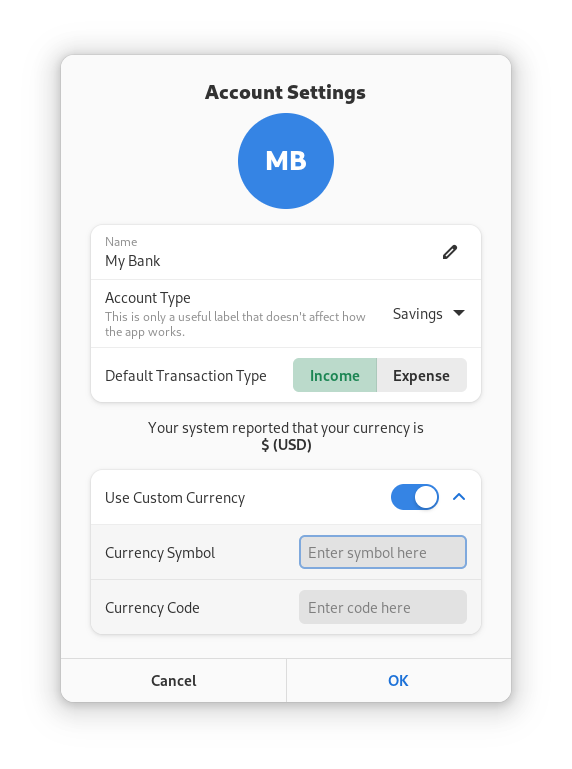 Account Settings
MB
Name
My Bank
Account Type
This is only a useful label that doesn't affect how
the app works.
Savings
Default Transaction Type
Income
Expense
Your system reported that your currency is
$ (USD)
Use Custom Currency
Currency Symbol
Enter symbol here
Currency Code
Enter code here
Cancel
OK